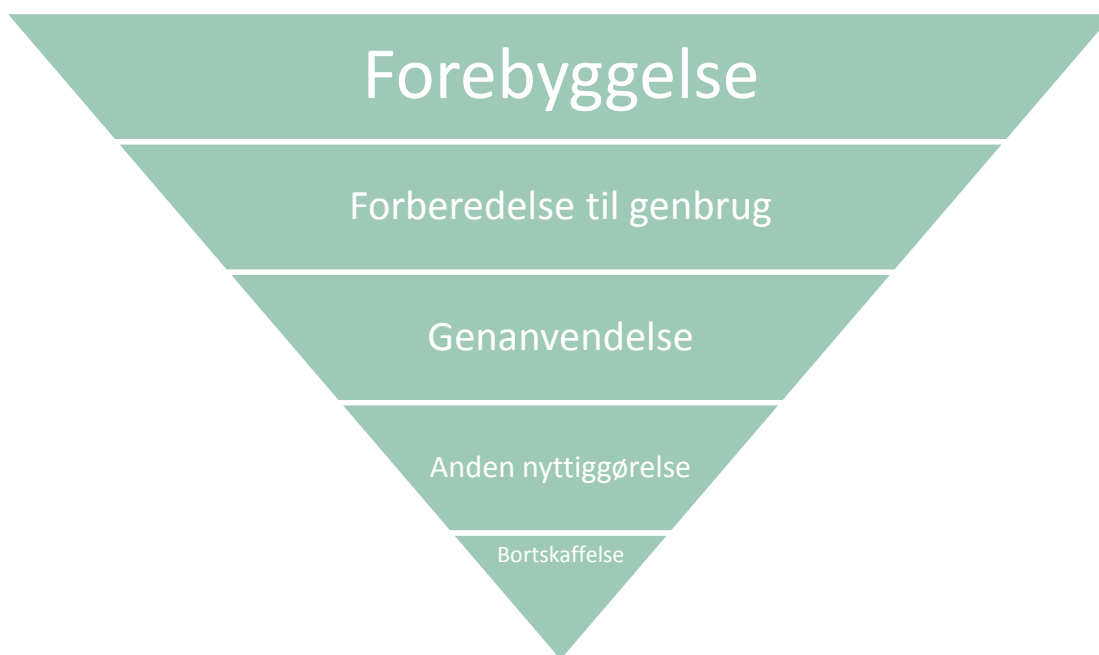 Forebyggelse
Forberedelse til genbrug
Genanvendelse
Anden nyttiggørelse
Bortskaffelse